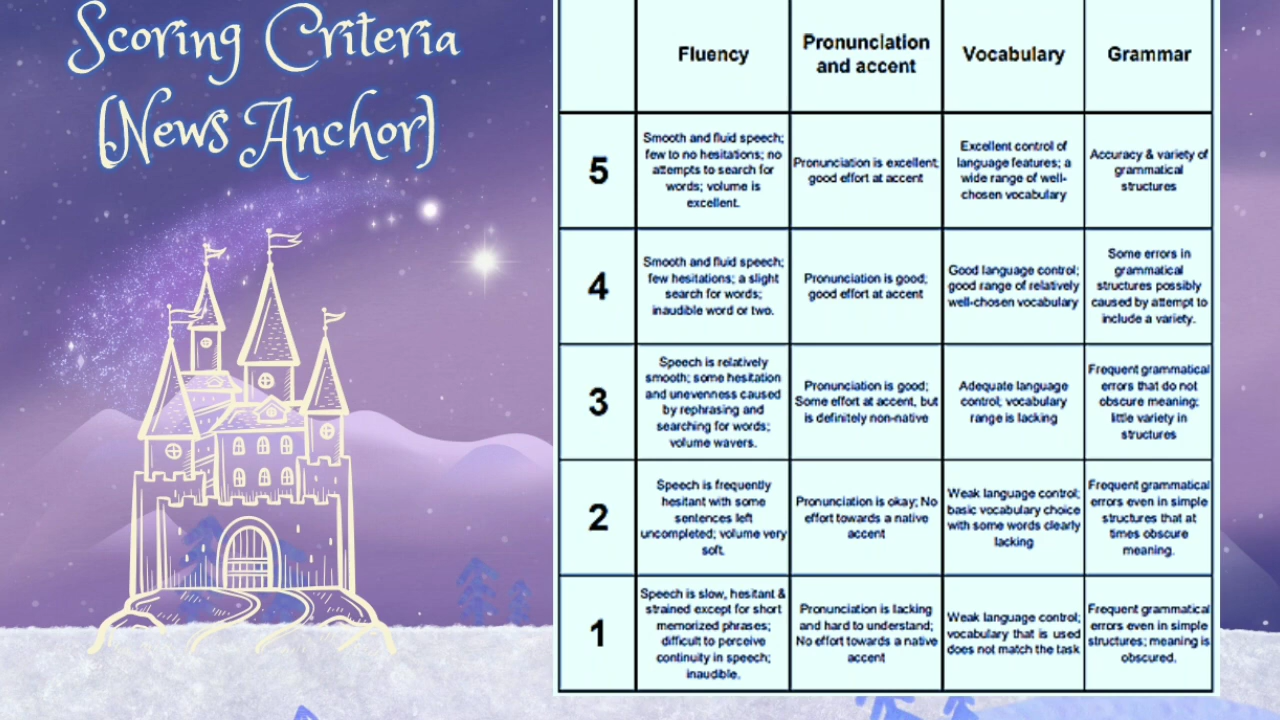 Scoring Criteria
(News Anchor)
Fluency
Pronunciation
and accent
Vocabulary
Grammar
5
Smooth and fluid speech;
few to no hesitations; no
attempts to search for
words; volume is
excellent.
Pronunciation is excellent;
good effort at accent
Excellent control of
language features; a
wide range of well-
chosen vocabulary
Accuracy & variety of
grammatical
structures
4
Smooth and fluid speech;
few hesitations; a slight
search for words;
inaudible word or two.
Pronunciation is good;
good effort at accent
Good language control;
good range of relatively
well-chosen vocabulary
Some errors in
grammatical
structures possibly
caused by attempt to
include a variety.
3
Speech is relatively
smooth; some hesitation
and unevenness caused
by rephrasing and
searching for words;
volume wavers.
Pronunciation is good;
Some effort at accent, but
is definitely non-native
Adequate language
control; vocabulary
range is lacking
Frequent grammatical
errors that do not
obscure meaning;
little variety in
structures
2
Speech is frequently
hesitant with some
sentences left
uncompleted; volume very
soft.
Pronunciation is okay; No
effort towards a native
accent
Weak language control;
basic vocabulary choice
with some words clearly
lacking
Frequent grammatical
errors even in simple
structures that at
times obscure
meaning.
1
Speech is slow, hesitant &
strained except for short
memorized phrases;
difficult to perceive
continuity in speech;
inaudible.
Pronunciation is lacking
and hard to understand;
No effort towards a native
accent
Weak language control;
vocabulary that is used
does not match the task
Frequent grammatical
errors even in simple
structures; meaning is
obscured.